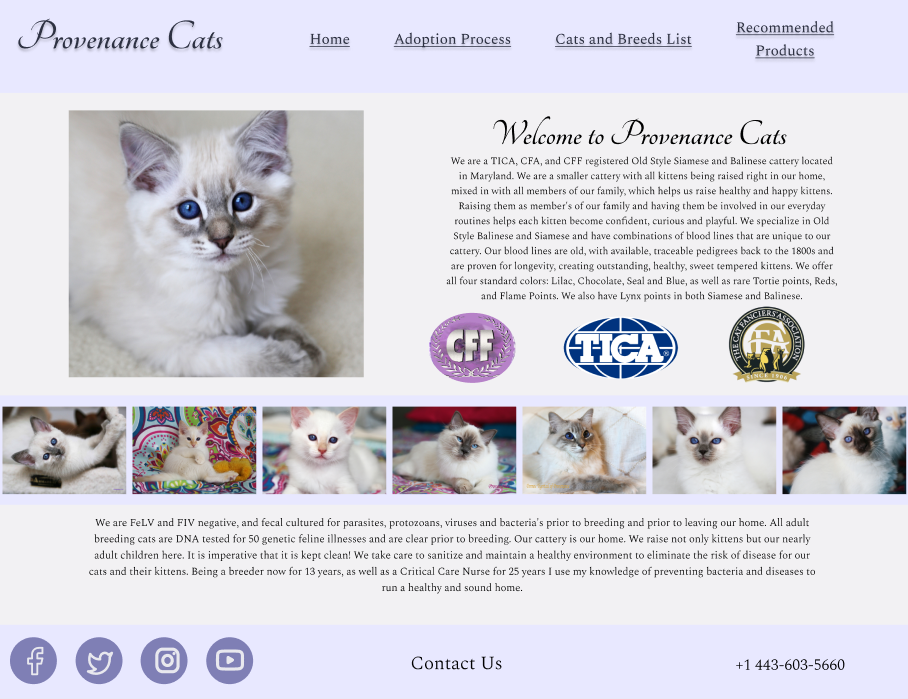 Provenance Cats
Home
Adoption Process
Cats and Breeds List
Recommended
Products
Welcome to Provenance Cats
We are a TICA, CFA, and CFF registered Old Style Siamese and Balinese cattery located
in Maryland. We are a smaller cattery with all kittens being raised right in our home,
mixed in with all members of our family, which helps us raise healthy and happy kittens.
Raising them as member's of our family and having them be involved in our everyday
routines helps each kitten become confident, curious and playful. We specialize in Old
Style Balinese and Siamese and have combinations of blood lines that are unique to our
cattery. Our blood lines are old, with available, traceable pedigrees back to the 1800s and
are proven for longevity, creating outstanding, healthy, sweet tempered kittens. We offer
all four standard colors: Lilac, Chocolate, Seal and Blue, as well as rare Tortie points, Reds,
and Flame Points. We also have Lynx points in both Siamese and Balinese.
CFF
TICA®
THE CAT FANCIERS ASSOCIATION
CFA
SINCE 1906
We are FeLV and FIV negative, and fecal cultured for parasites, protozoans, viruses and bacteria's prior to breeding and prior to leaving our home. All adult
breeding cats are DNA tested for 50 genetic feline illnesses and are clear prior to breeding. Our cattery is our home. We raise not only kittens but our nearly
adult children here. It is imperative that it is kept clean! We take care to sanitize and maintain a healthy environment to eliminate the risk of disease for our
cats and their kittens. Being a breeder now for 13 years, as well as a Critical Care Nurse for 25 years I use my knowledge of preventing bacteria and diseases to
run a healthy and sound home.
Contact Us
+1 443-603-5660